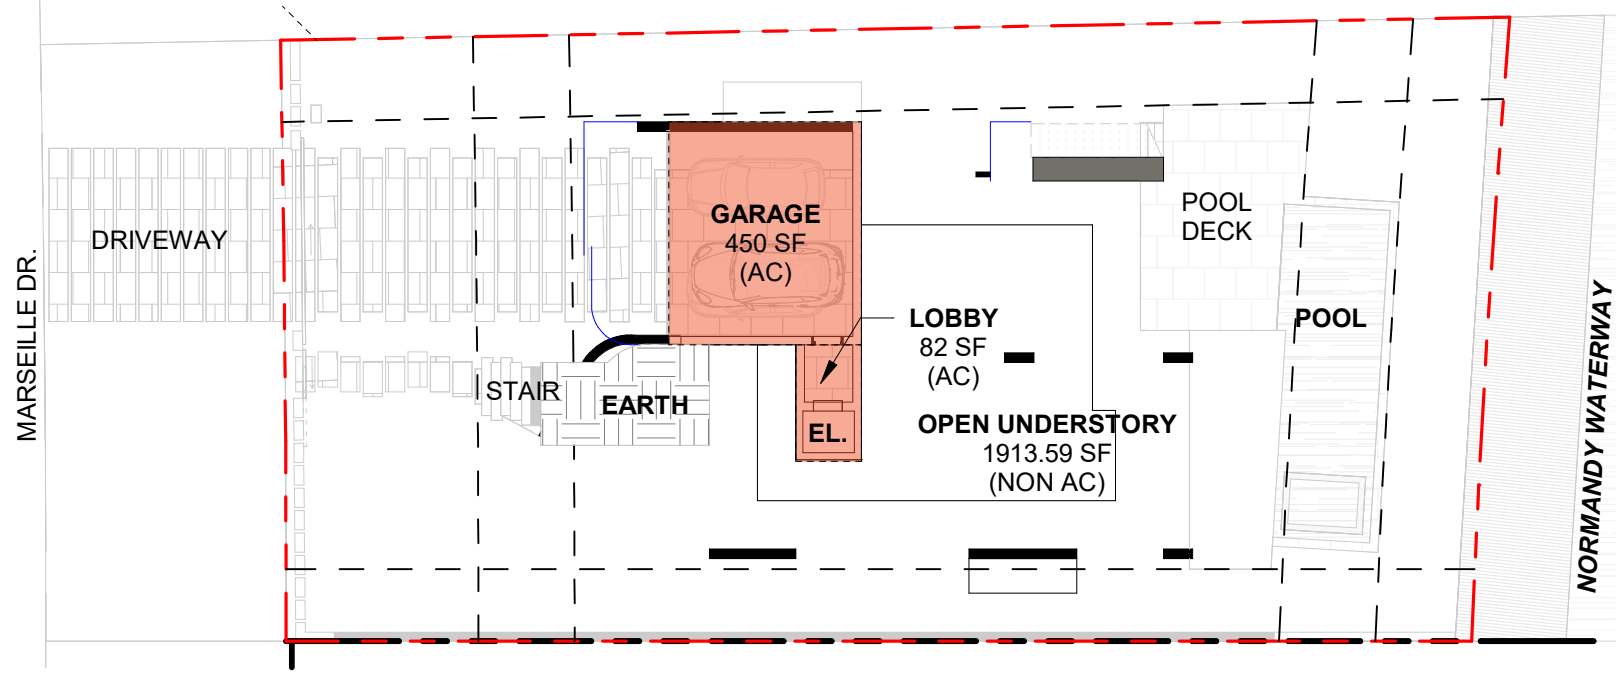 MARSEILLE DR.
DRIVEWAY
STAIR
EARTH
GARAGE
450 SF
(AC)
LOBBY
82 SF
(AC)
EL.
OPEN UNDERSTORY
1913.59 SF
(NON AC)
POOL
DECK
POOL
NORMANDY WATERWAY